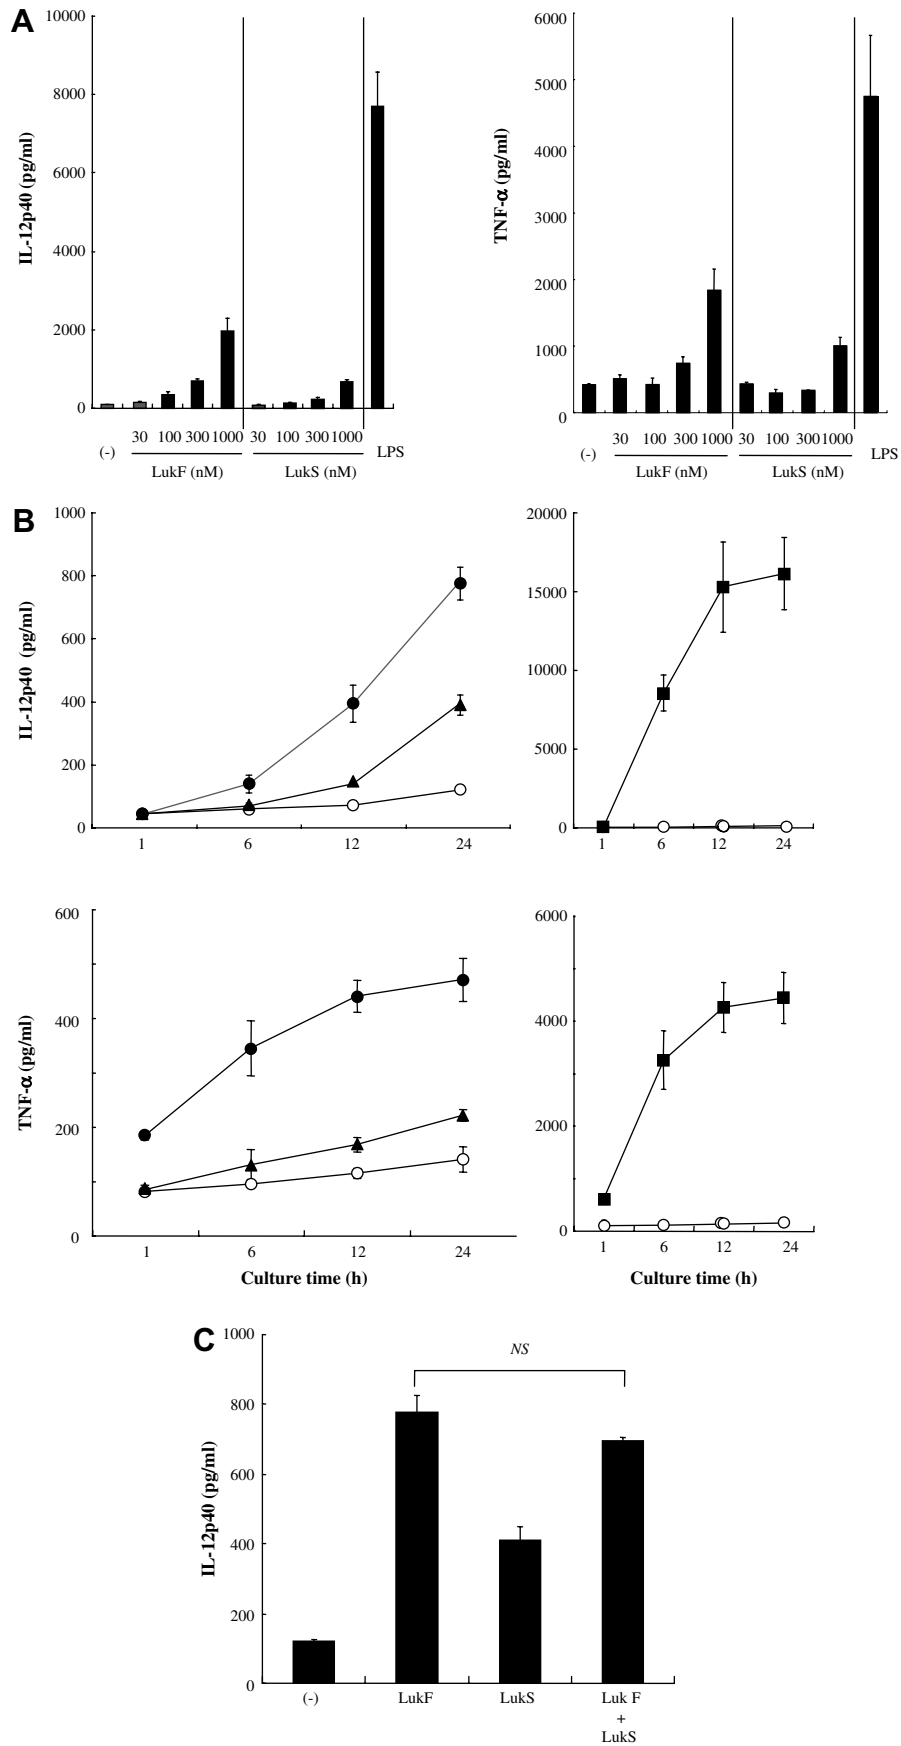 A
IL-12p40 (pg/ml)
10000
8000
6000
4000
2000
0
(-)
30 100 300 1000 30 100 300 1000
LukF (nM) LukS (nM) LPS
TNF-α (pg/ml)
6000
5000
4000
3000
2000
1000
0
(-)
30 100 300 1000 30 100 300 1000
LukF (nM) LukS (nM) LPS
B
IL-12p40 (pg/ml)
1000
800
600
400
200
0
1 6 12 24
20000
15000
10000
5000
0
1 6 12 24
TNF-α (pg/ml)
600
400
200
0
1 6 12 24
Culture time (h)
6000
4000
2000
0
1 6 12 24
Culture time (h)
C
IL-12p40 (pg/ml)
1000
800
600
400
200
0
NS
(-) LukF LukS Luk F
+
LukS